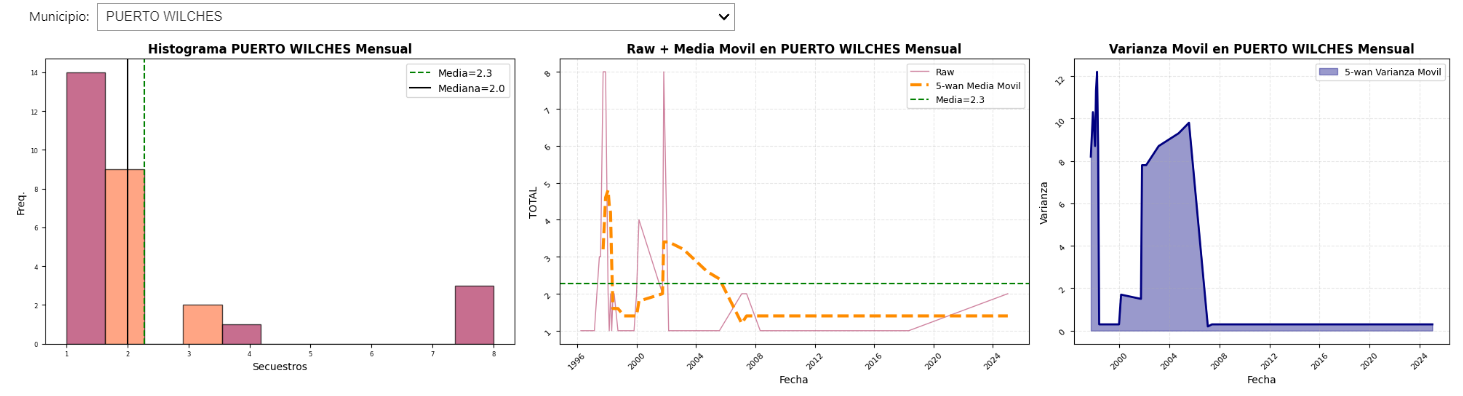 Municipio: PUERTO WILCHES
Histograma PUERTO WILCHES Mensual
Media=2.3
Mediana=2.0
Freq.
14
12
10
8
6
4
2
0
1 2 3 4 5 6 7 8
Secuestros
Raw + Media Movil en PUERTO WILCHES Mensual
Raw
5-wan Media Movil
Media=2.3
TOTAL
8
7
6
5
4
3
2
1
1996 2000 2004 2008 2012 2016 2020 2024
Fecha
Varianza Movil en PUERTO WILCHES Mensual
5-wan Varianza Movil
Varianza
12
10
8
6
4
2
0
2000 2004 2008 2012 2016 2020 2024
Fecha